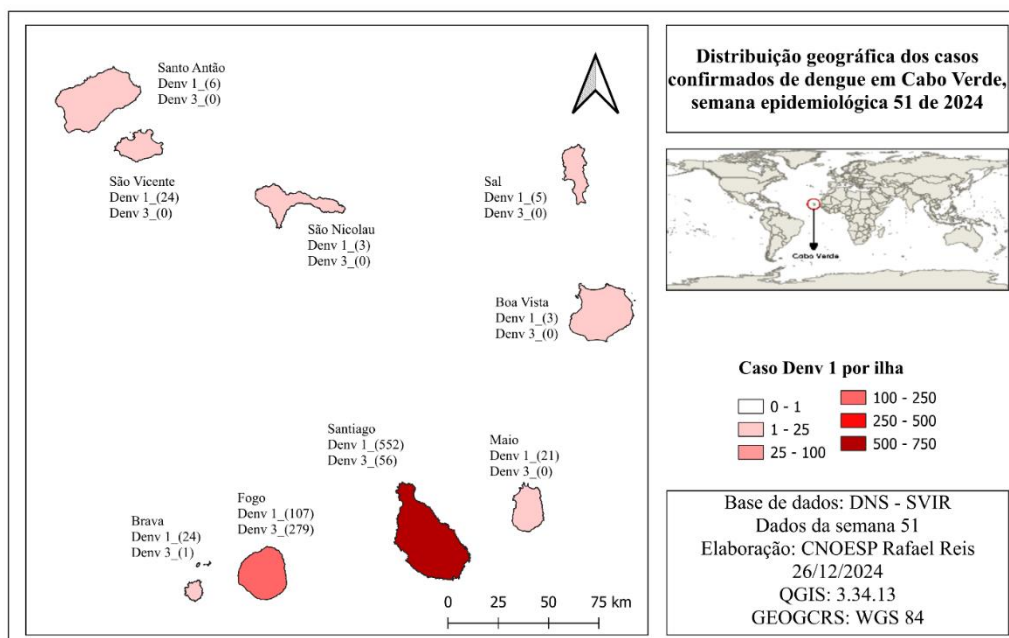 Distribuição geográfica dos casos
confirmados de dengue em Cabo Verde,
semana epidemiológica 51 de 2024
Santo Antão
Denv 1_(6)
Denv 3_(0)
São Vicente
Denv 1_(24)
Denv 3_(0)
São Nicolau
Denv 1_(3)
Denv 3_(0)
Sal
Denv 1_(5)
Denv 3_(0)
Boa Vista
Denv 1_(3)
Denv 3_(0)
Santiago
Denv 1_(552)
Denv 3_(56)
Maio
Denv 1_(21)
Denv 3_(0)
Fogo
Denv 1_(107)
Denv 3_(279)
Brava
Denv 1_(24)
Denv 3_(1)
0 25 50 75 km
Cabo Verde
Caso Denv 1 por ilha
0 - 1
1 - 25
25 - 100
100 - 250
250 - 500
500 - 750
Base de dados: DNS - SVIR
Dados da semana 51
Elaboração: CNOESP Rafael Reis
26/12/2024
QGIS: 3.34.13
GEOGCRS: WGS 84